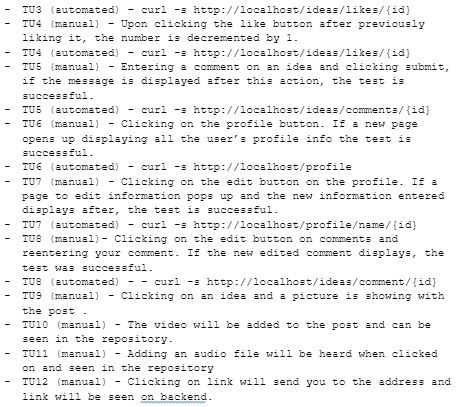 - TU3 (automated) - curl -s http://localhost/ideas/likes/{id}
- TU4 (manual) - Upon clicking the like button after previously
liking it, the number is decremented by 1.
- TU4 (automated) - curl -s http://localhost/ideas/likes/{id}
- TU5 (manual) - Entering a comment on an idea and clicking submit,
if the message is displayed after this action, the test is
successful.
- TU5 (automated) - curl -s http://localhost/ideas/comments/{id}
- TU6 (manual) - Clicking on the profile button. If a new page
opens up displaying all the user's profile info the test is
successful.
- TU6 (automated) - curl -s http://localhost/profile
- TU7 (manual) - Clicking on the edit button on the profile. If a
page to edit information pops up and the new information entered
displays after, the test is successful.
- TU7 (automated) - curl -s http://localhost/profile/name/{id}
- TU8 (manual)- Clicking on the edit button on comments and
reentering your comment. If the new edited comment displays, the
test was successful.
- TU8 (automated) - - curl -s http://localhost/ideas/comment/{id}
- TU9 (manual) - Clicking on an idea and a picture is showing with
the post .
- TU10 (manual) - The video will be added to the post and can be
seen in the repository.
- TU11 (manual) - Adding an audio file will be heard when clicked
on and seen in the repository
- TU12 (manual) - Clicking on link will send you to the address and
link will be seen on backend.